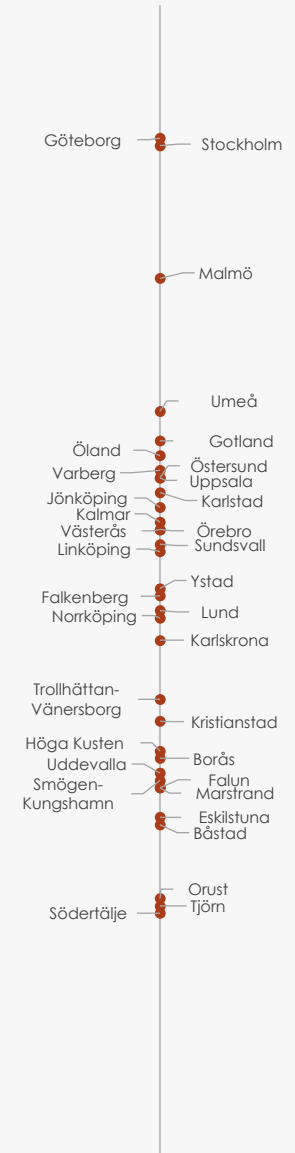 Göteborg
Stockholm
Malmö
Umeå
Gotland
Öland
Östersund
Varberg
Uppsala
Jönköping
Karlstad
Kalmar
Västerås
Örebro
Sundsvall
Linköping
Ystad
Falkenberg
Lund
Norrköping
Karlskrona
Trollhättan-
Vänersborg
Kristianstad
Höga Kusten
Borås
Uddevalla
Smögen-
Kungshamn
Falun
Marstrand
Eskilstuna
Båstad
Orust
Tjörn
Södertälje